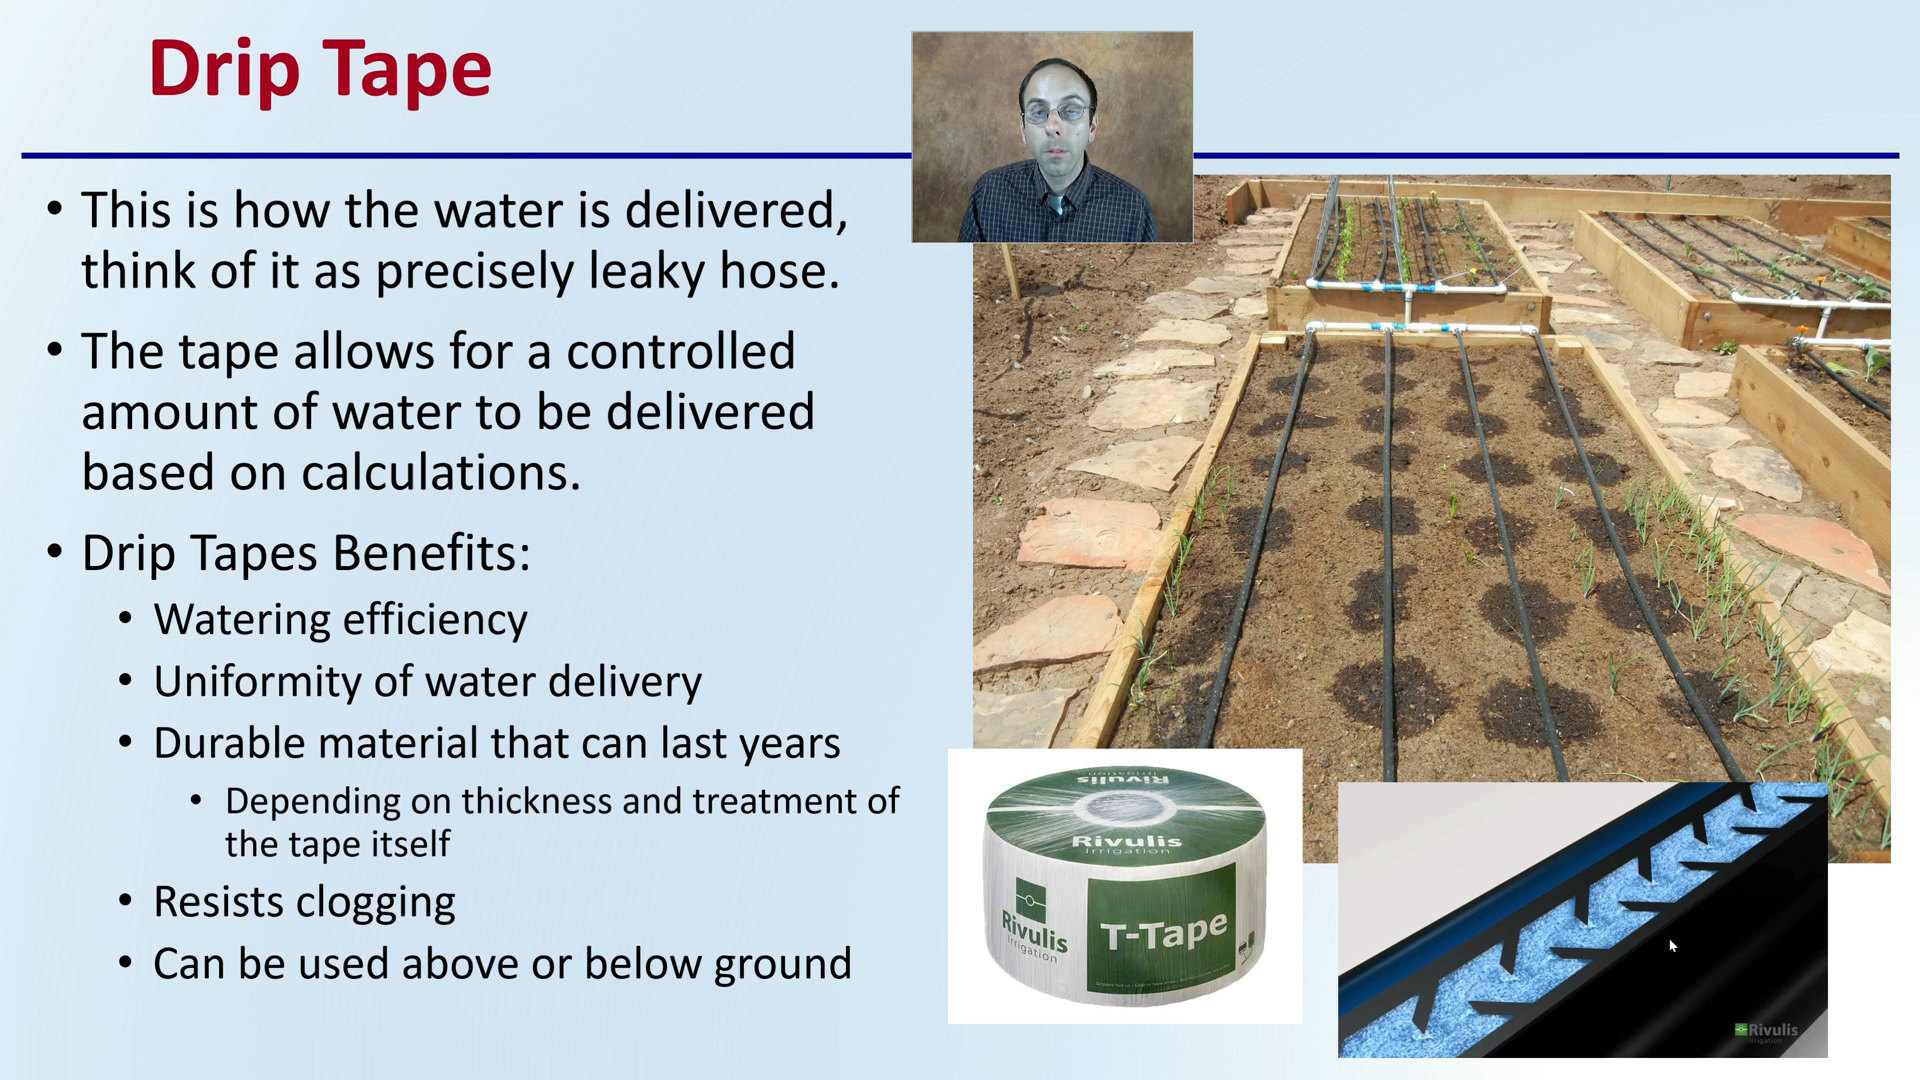 Drip Tape
• This is how the water is delivered,
think of it as precisely leaky hose.
• The tape allows for a controlled
amount of water to be delivered
based on calculations.
• Drip Tapes Benefits:
• Watering efficiency
• Uniformity of water delivery
• Durable material that can last years
• Depending on thickness and treatment of
the tape itself
• Resists clogging
• Can be used above or below ground
Rivulis
Irrigation
Rivulis
Irrigation
Rivulis
Irrigation
T-Tape
Rivulis
Irrigation